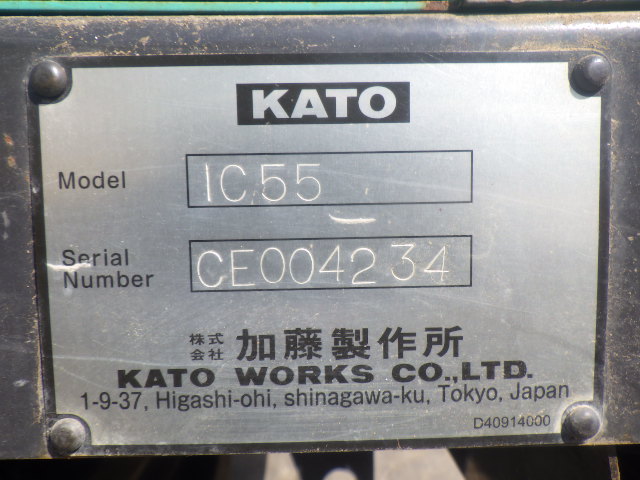 KATO
Model IC55
Serial Number CE004234
株式会社 加藤製作所
KATO WORKS CO.,LTD.
1-9-37, Higashi-ohi, shinagawa-ku, Tokyo, Japan
D40914000